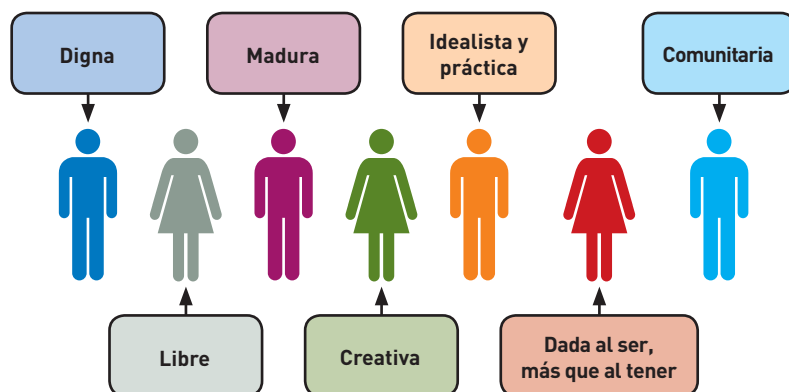 Digna
Madura
Idealista y
práctica
Comunitaria
Libre
Creativa
Dada al ser,
más que al tener